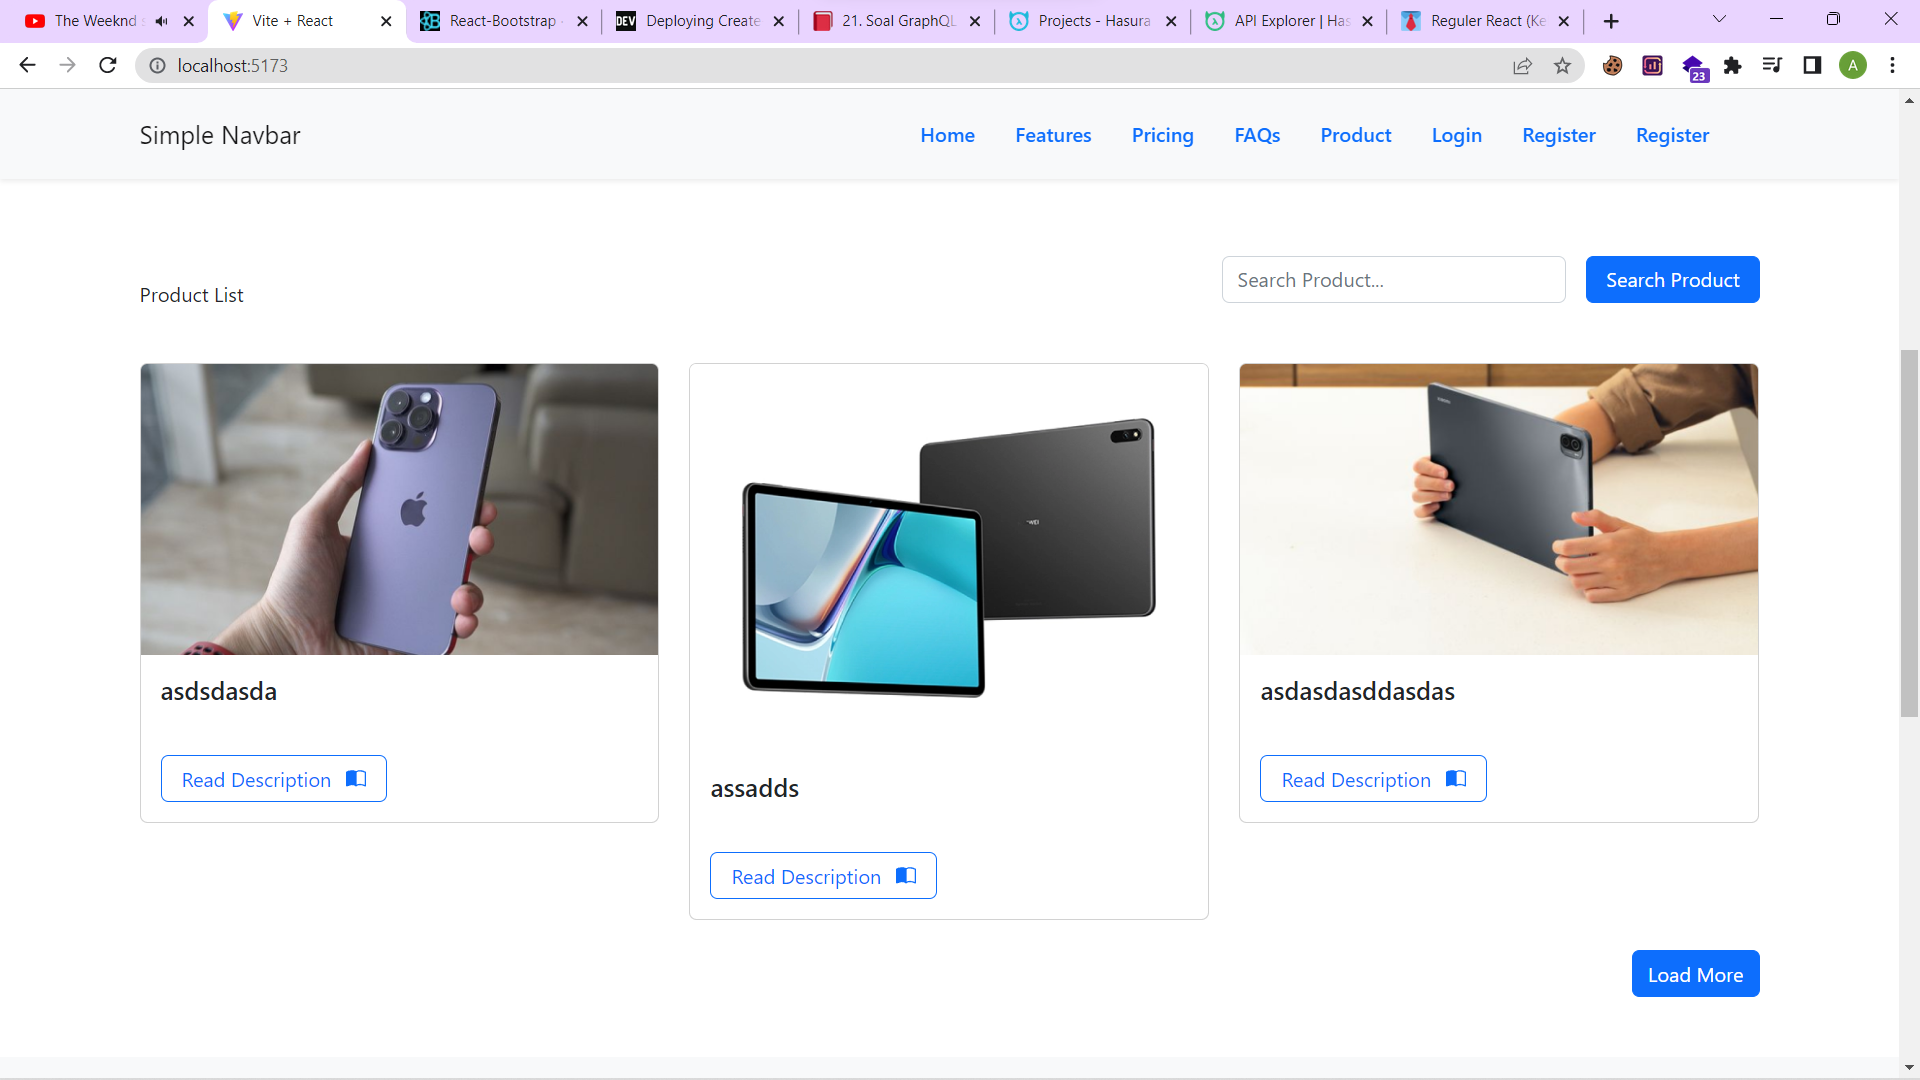 The Weeknd
Vite + React
React-Bootstrap
DEV
Deploying Create
21. Soal GraphQL
Projects - Hasura
API Explorer | Has
Reguler React (Ke
localhost:5173
23
A
Simple Navbar
Home
Features
Pricing
FAQs
Product
Login
Register
Register
Product List
Search Product...
Search Product
asdsdasda
Read Description
assadds
Read Description
asdasdasddasdas
Read Description
Load More